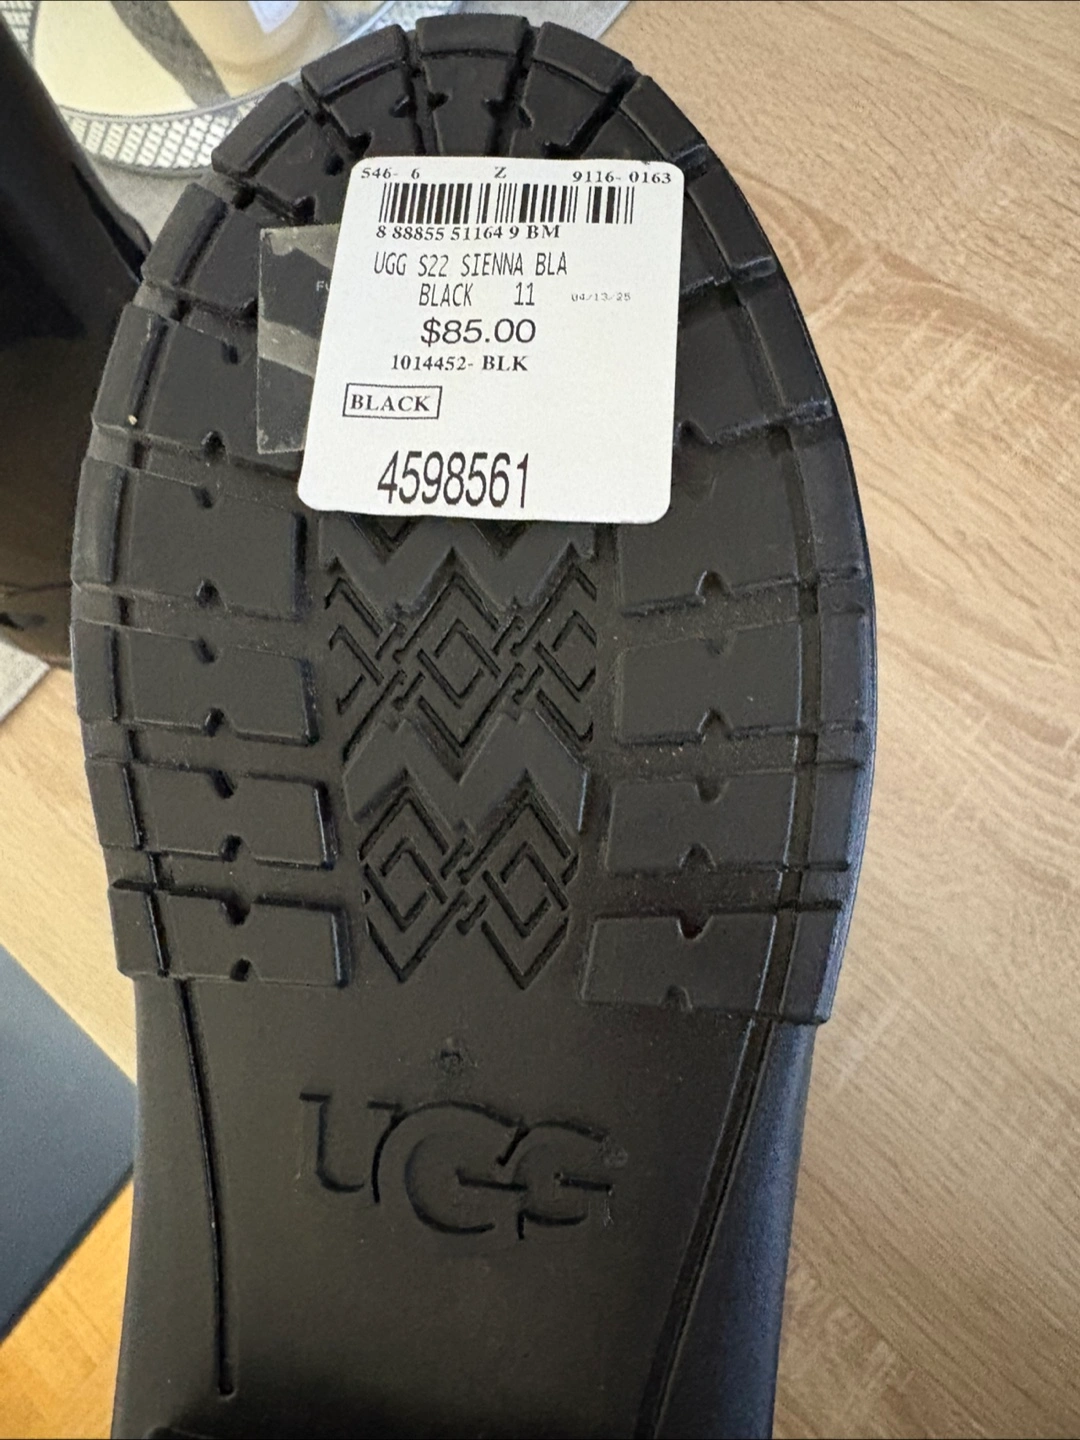 546- 6 Z 9116- 0163
8 88855 51164 9 BM
UGG S22 SIENNA BLA
BLACK 11 04/13/25
$85.00
1014452- BLK
BLACK
4598561
UGG